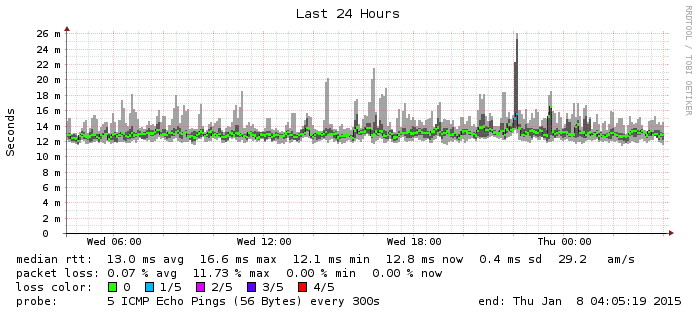 Last 24 Hours
RRDTOOL / TOBI OETIKER
Seconds
26 m
24 m
22 m
20 m
18 m
16 m
14 m
12 m
10 m
8 m
6 m
4 m
2 m
0
Wed 06:00 Wed 12:00 Wed 18:00 Thu 00:00
median rtt: 13.0 ms avg 16.6 ms max 12.1 ms min 12.8 ms now 0.4 ms sd 29.2 am/s
packet loss: 0.07 % avg 11.73 % max 0.00 % min 0.00 % now
loss color: 0 1/5 2/5 3/5 4/5
probe: 5 ICMP Echo Pings (56 Bytes) every 300s end: Thu Jan 8 04:05:19 2015